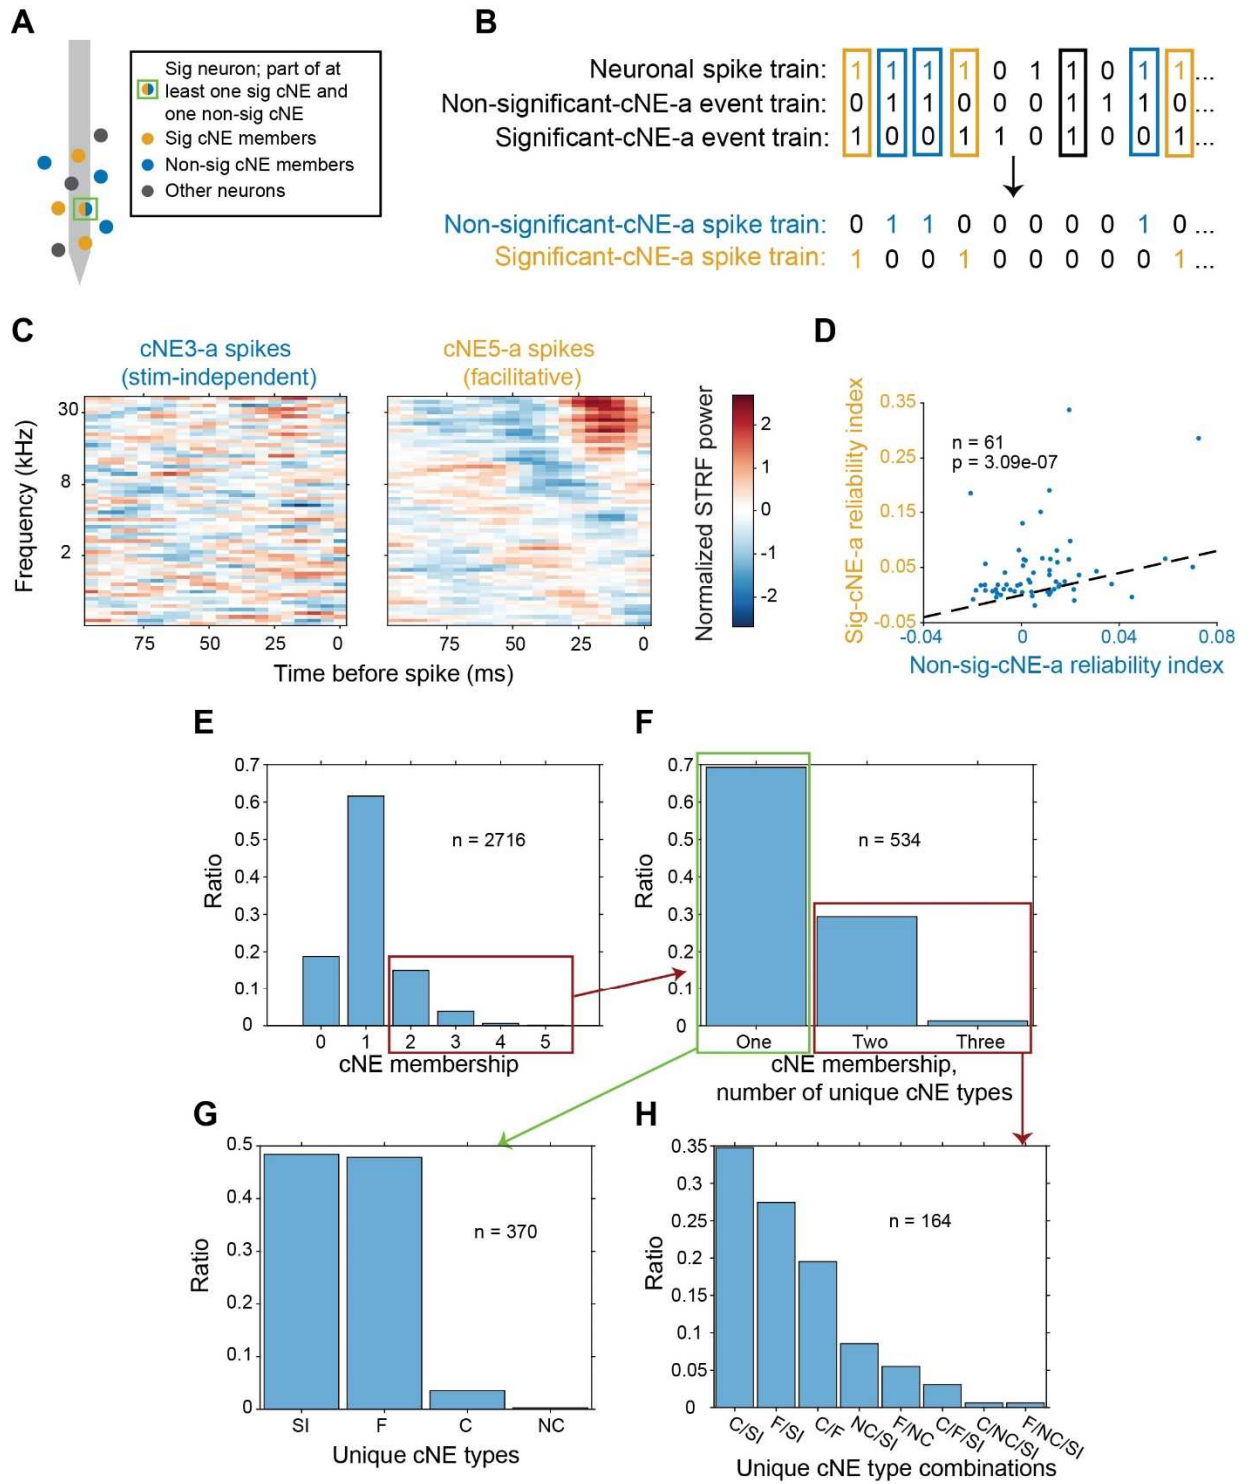 A
Sig neuron; part of at
least one sig cNE and
one non-sig cNE
Sig cNE members
Non-sig cNE members
Other neurons
B
Neuronal spike train: 1 1 1 1 0 1 1 0 1 1 ...
Non-significant-cNE-a event train: 0 1 1 0 0 0 1 1 1 0 ...
Significant-cNE-a event train: 1 0 0 1 1 0 1 0 0 1 ...
Non-significant-cNE-a spike train: 0 1 1 0 0 0 0 0 1 0 ...
Significant-cNE-a spike train: 1 0 0 1 0 0 0 0 0 1 ...
C
cNE3-a spikes
(stim-independent)
cNE5-a spikes
(facilitative)
Frequency (kHz)
30
8
2
75 50 25 0
75 50 25 0
Time before spike (ms)
Normalized STRF power
2
1
0
-1
-2
D
Sig-cNE-a reliability index
0.35
0.25
0.15
0.05
-0.05
n = 61
p = 3.09e-07
-0.04 0 0.04 0.08
Non-sig-cNE-a reliability index
E
Ratio
0.7
0.6
0.5
0.4
0.3
0.2
0.1
0
n = 2716
0 1 2 3 4 5
cNE membership
F
Ratio
0.7
0.6
0.5
0.4
0.3
0.2
0.1
0
n = 534
One Two Three
cNE membership,
number of unique cNE types
G
Ratio
0.5
0.4
0.3
0.2
0.1
0
n = 370
SI F C NC
Unique cNE types
H
Ratio
0.35
0.3
0.25
0.2
0.15
0.1
0.05
0
n = 164
C/SI F/SI C/F NC/SI F/NC C/F/SI C/NC/SI F/NC/SI
Unique cNE type combinations